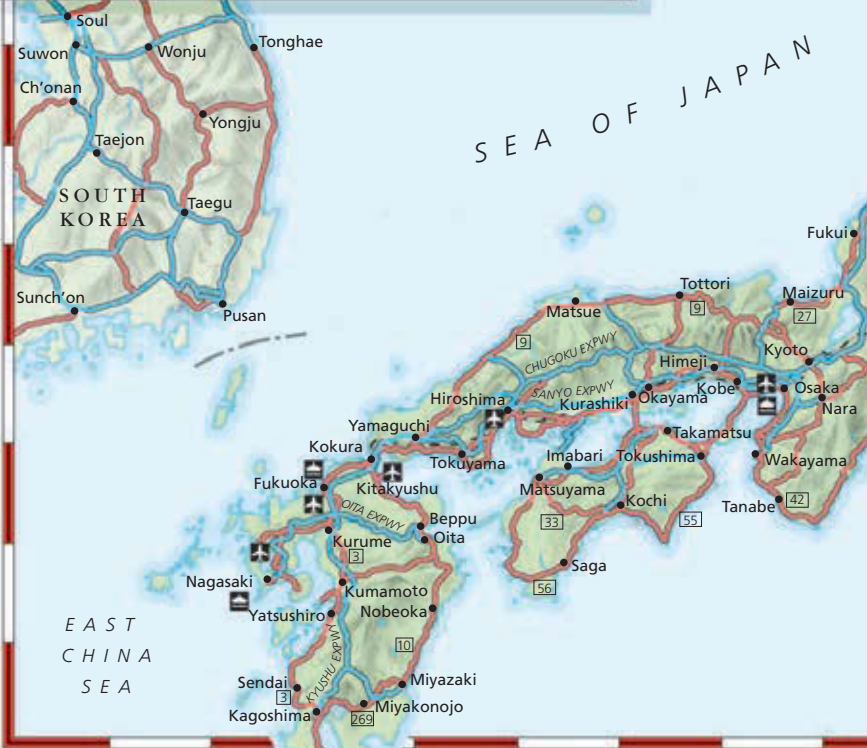 Soul
Suwon
Wonju
Tonghae
Ch'onan
Yongju
Taejon
SOUTH
KOREA
Taegu
Sunch'on
Pusan
SEA OF JAPAN
Fukui
Tottori
Maizuru
Matsue
9
27
9
CHUGOKU EXPWY
Kyoto
Himeji
SANYO EXPWY
Kobe
Osaka
Hiroshima
Kurashiki
Okayama
Nara
Yamaguchi
Takamatsu
Kokura
Tokuyama
Imabari
Tokushima
Wakayama
Fukuoka
Kitakyushu
Matsuyama
Kochi
Tanabe
42
OITA EXPWY
Beppu
33
55
Oita
Kurume
3
Saga
Nagasaki
Kumamoto
56
Yatsushiro
Nobeoka
EAST
CHINA
SEA
KYUSHU EXPWY
10
Sendai
3
Miyazaki
Kagoshima
Miyakonojo
269